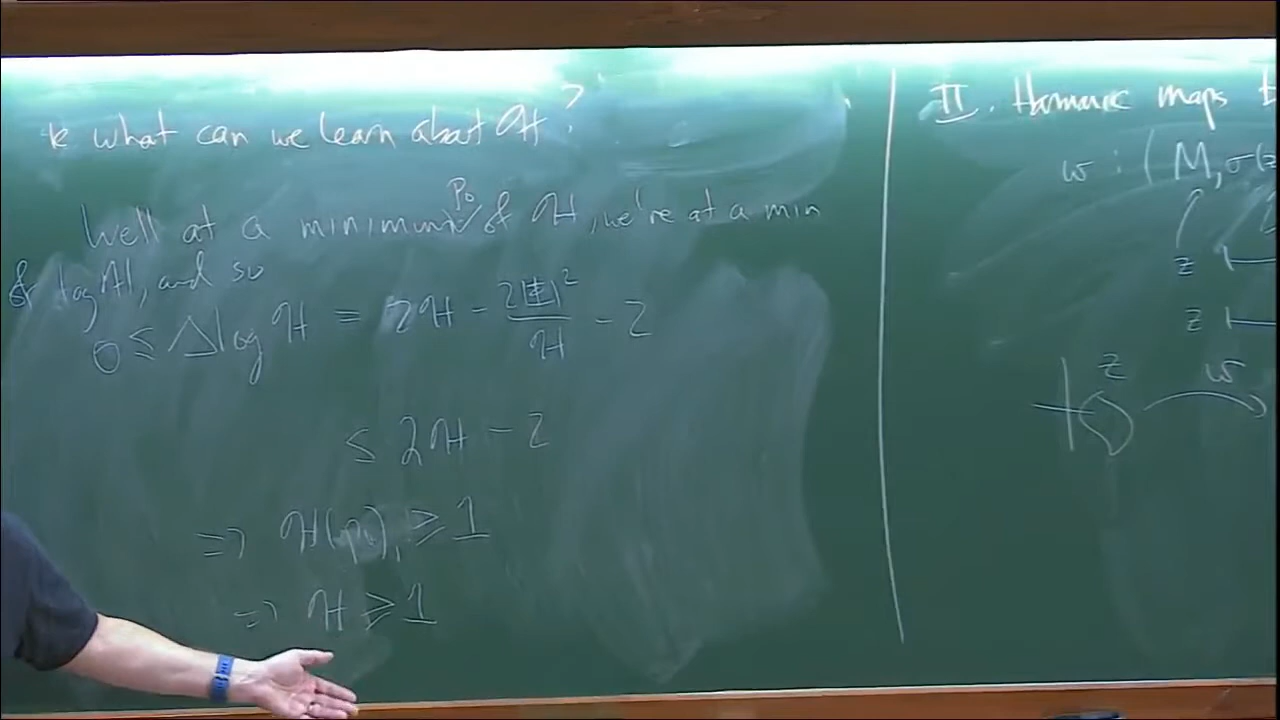 what can we learn about H?
Well at a minimum p₀ of H, we're at a min
of log H, and so
0 ≤ Δ log H = 2H - 2|Φ|²/H - 2
≤ 2H - 2
⇒ H(p₀) ≥ 1
⇒ H ≥ 1
II. Harmonic maps
w : (M, σ(z
z
z
z w